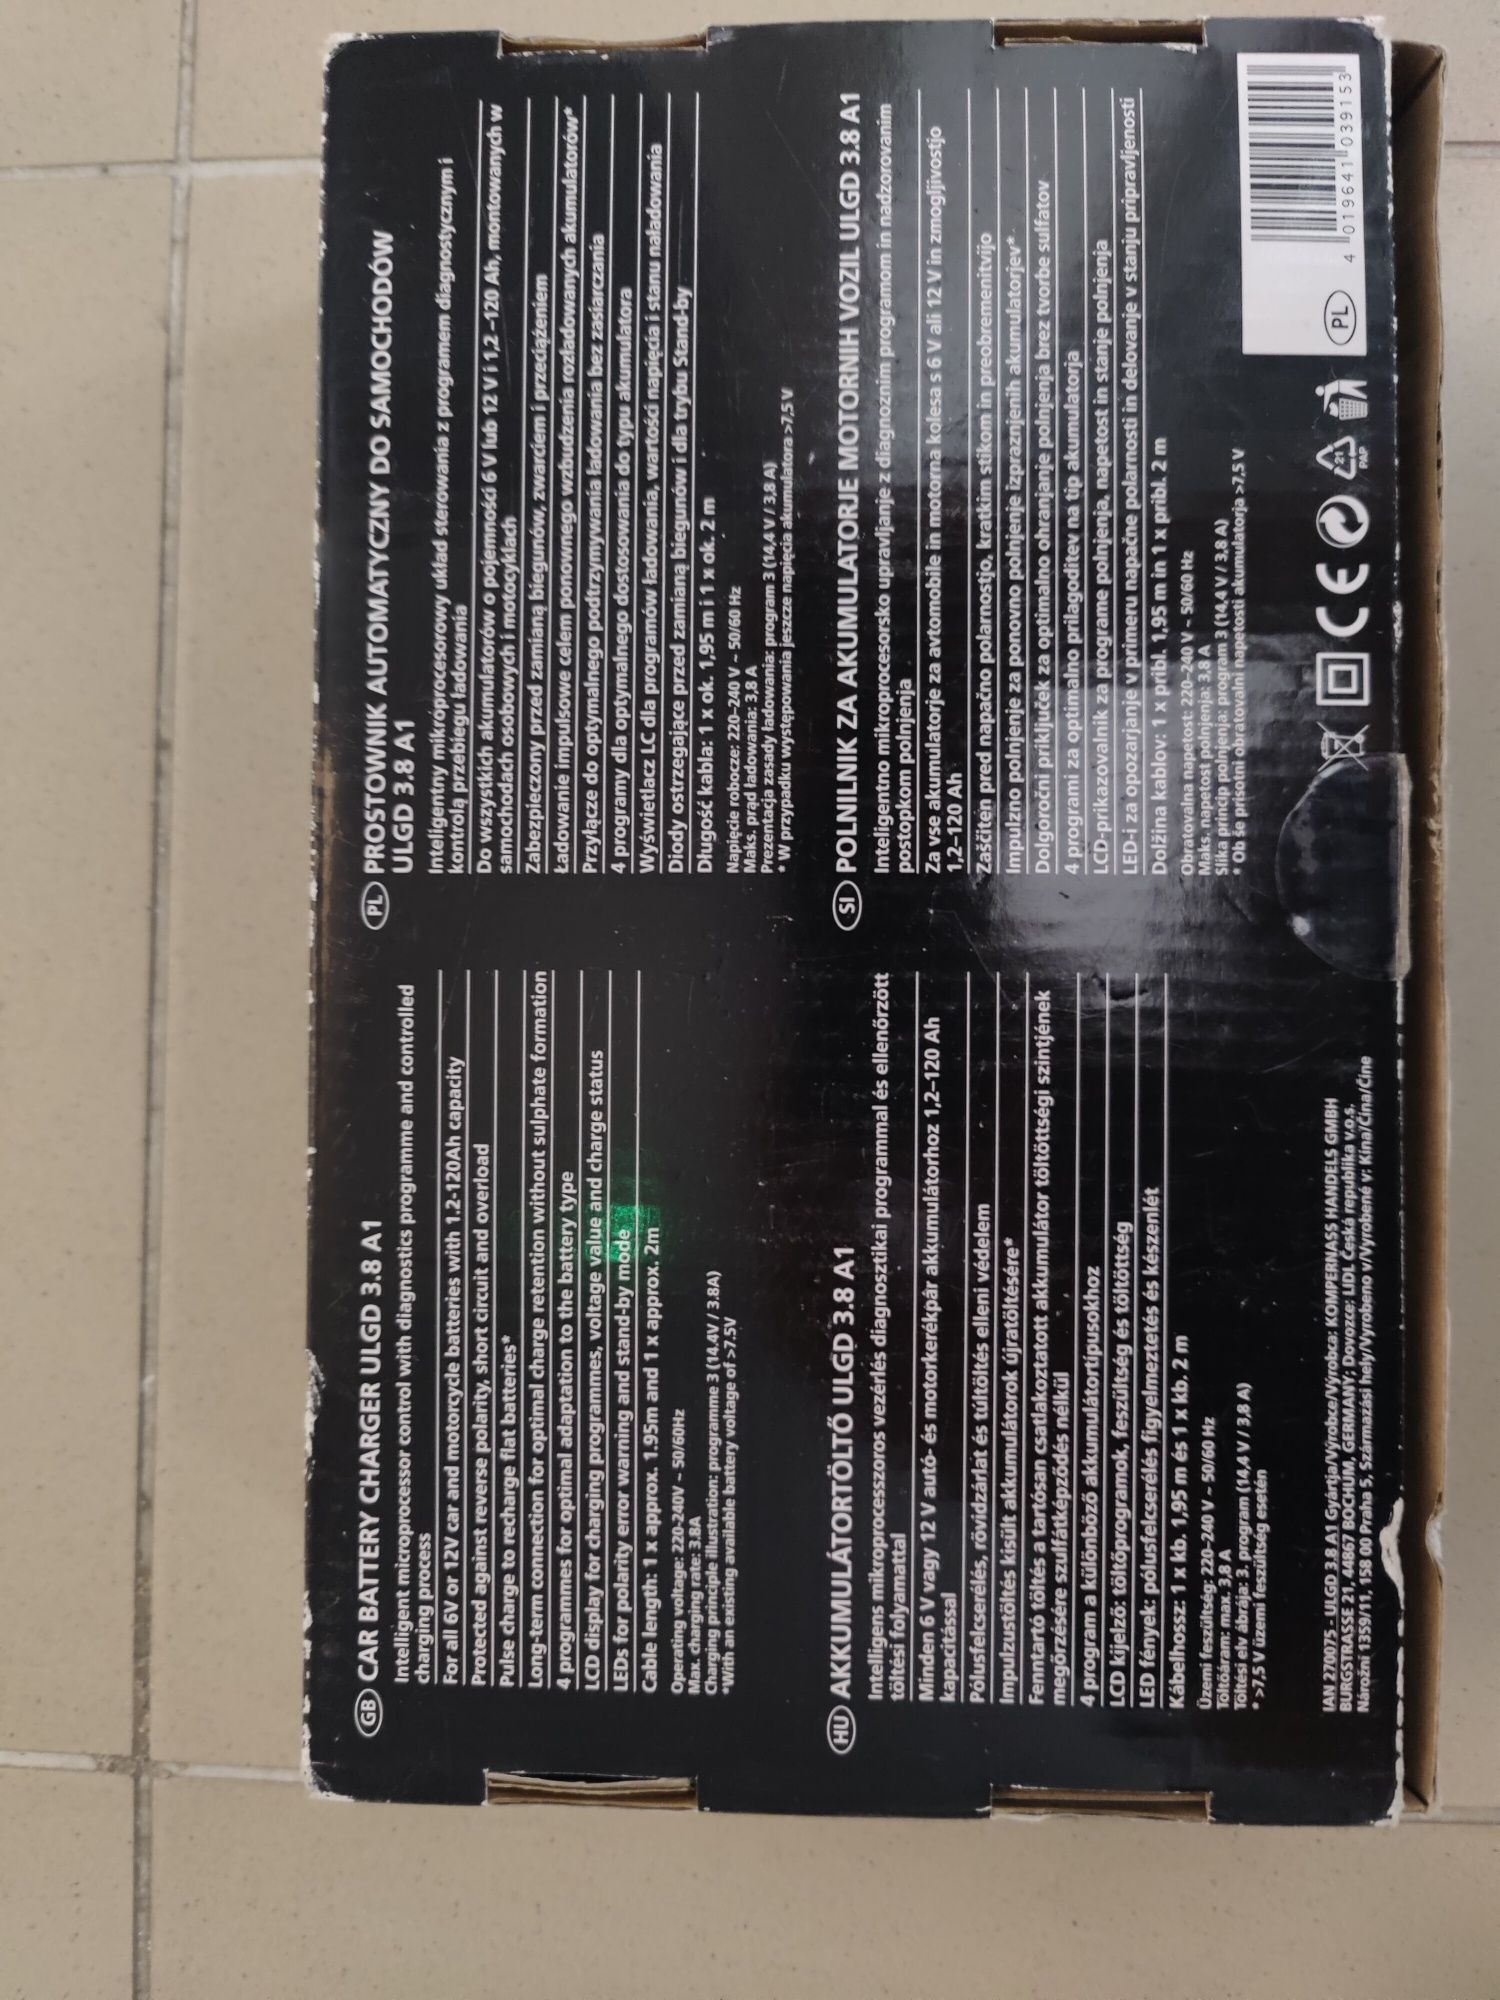 GB CAR BATTERY CHARGER ULGD 3.8 A1
Intelligent microprocessor control with diagnostics programme and controlled
charging process
For all 6V or 12V car and motorcycle batteries with 1.2-120Ah capacity
Protected against reverse polarity, short circuit and overload
Pulse charge to recharge flat batteries*
Long-term connection for optimal charge retention without sulphate formation
4 programmes for optimal adaptation to the battery type
LCD display for charging programmes, voltage value and charge status
LEDs for polarity error warning and stand-by mode
Cable length: 1 x approx. 1.95m and 1 x approx. 2m
Operating voltage: 220-240V ~ 50/60Hz
Max. charging rate: 3.8A
Charging principle illustration: programme 3 (14.4V / 3.8A)
*With an existing available battery voltage of >7.5V
PL PROSTOWNIK AUTOMATYCZNY DO SAMOCHODÓW
ULGD 3.8 A1
Inteligentny mikroprocesorowy układ sterowania z programem diagnostycznym i
kontrolą przebiegu ładowania
Do wszystkich akumulatorów o pojemności 6 V lub 12 V i 1,2 –120 Ah, montowanych w
samochodach osobowych i motocyklach
Zabezpieczony przed zamianą biegunów, zwarciem i przeciążeniem
Ładowanie impulsowe celem ponownego wzbudzenia rozładowanych akumulatorów*
Przyłącze do optymalnego podtrzymywania ładowania bez zasiarczania
4 programy dla optymalnego dostosowania do typu akumulatora
Wyświetlacz LC dla programów ładowania, wartości napięcia i stanu naładowania
Diody ostrzegające przed zamianą biegunów i dla trybu Stand-by
Długość kabla: 1 x ok. 1,95 m i 1 x ok. 2 m
Napięcie robocze: 220–240 V ~ 50/60 Hz
Maks. prąd ładowania: 3,8 A
Prezentacja zasady ładowania: program 3 (14,4 V / 3,8 A)
* W przypadku występowania jeszcze napięcia akumulatora >7,5 V
HU AKKUMULÁTORTÖLTŐ ULGD 3.8 A1
Intelligens mikroprocesszoros vezérlés diagnosztikai programmal és ellenőrzött
töltési folyamattal
Minden 6 V vagy 12 V autó- és motorkerékpár akkumulátorhoz 1,2–120 Ah
kapacitással
Pólusfelcserelés, rövidzárlat és túltöltés elleni védelem
Impulzustöltés kisült akkumulátorok újratöltésére*
Fenntartó töltés a tartósan csatlakoztatott akkumulátor töltöttségi szintjének
megőrzésére szulfátképződés nélkül
4 program a különböző akkumulátortípusokhoz
LCD kijelző: töltőprogramok, feszültség és töltöttség
LED fények: pólusfelcserélés figyelmeztetés és készenlét
Kábelhossz: 1 x kb. 1,95 m és 1 x kb. 2 m
Üzemi feszültség: 220–240 V ~ 50/60 Hz
Töltőáram: max. 3,8 A
Töltési elv ábrája: 3. program (14,4 V / 3,8 A)
* >7,5 V üzemi feszültség esetén
SI POLNILNIK ZA AKUMULATORJE MOTORNIH VOZIL ULGD 3.8 A1
Inteligentno mikroprocesorsko upravljanje z diagnoznim programom in nadzorovanim
postopkom polnjenja
Za vse akumulatorje za avtomobile in motorna kolesa s 6 V ali 12 V in zmogljivostjo
1,2–120 Ah
Zaščiten pred napačno polarnostjo, kratkim stikom in preobremenitvijo
Impulzno polnjenje za ponovno polnjenje izpraznjenih akumulatorjev*
Dolgoročni priključek za optimalno ohranjanje polnjenja brez tvorbe sulfatov
4 programi za optimalno prilagoditev na tip akumulatorja
LCD-prikazovalnik za programe polnjenja, napetost in stanje polnjenja
LED-i za opozarjanje v primeru napačne polarnosti in delovanje v stanju pripravljenosti
Dolžina kablov: 1 x pribl. 1,95 m in 1 x pribl. 2 m
Obratovalna napetost: 220–240 V ~ 50/60 Hz
Maks. napetost polnjenja: 3,8 A
Slika princip polnjenja: program 3 (14,4 V / 3,8 A)
* Ob še prisotni obratovalni napetosti akumulatorja >7,5 V
IAN 270075 - ULGD 3.8 A1 Gyártja/Výrobce/Výrobca: KOMPERNASS HANDELS GMBH
BURGSTRASSE 21, 44867 BOCHUM, GERMANY; Dovozce: LIDL Česká republika v.o.s.
Nárožní 1359/11, 158 00 Praha 5. Származási hely/Vyrobeno v/Vyrobené v: Kína/Čína/Číne
CE
21
PAP
PL
4 019641 039153